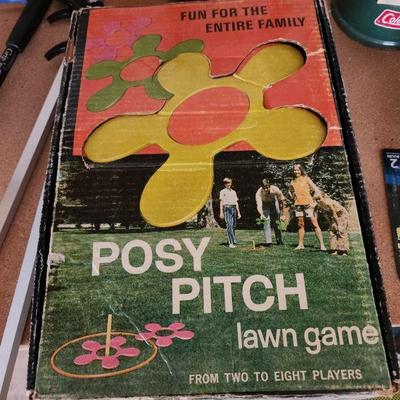 FUN FOR THE
ENTIRE FAMILY
POSY
PITCH
lawn game
FROM TWO TO EIGHT PLAYERS